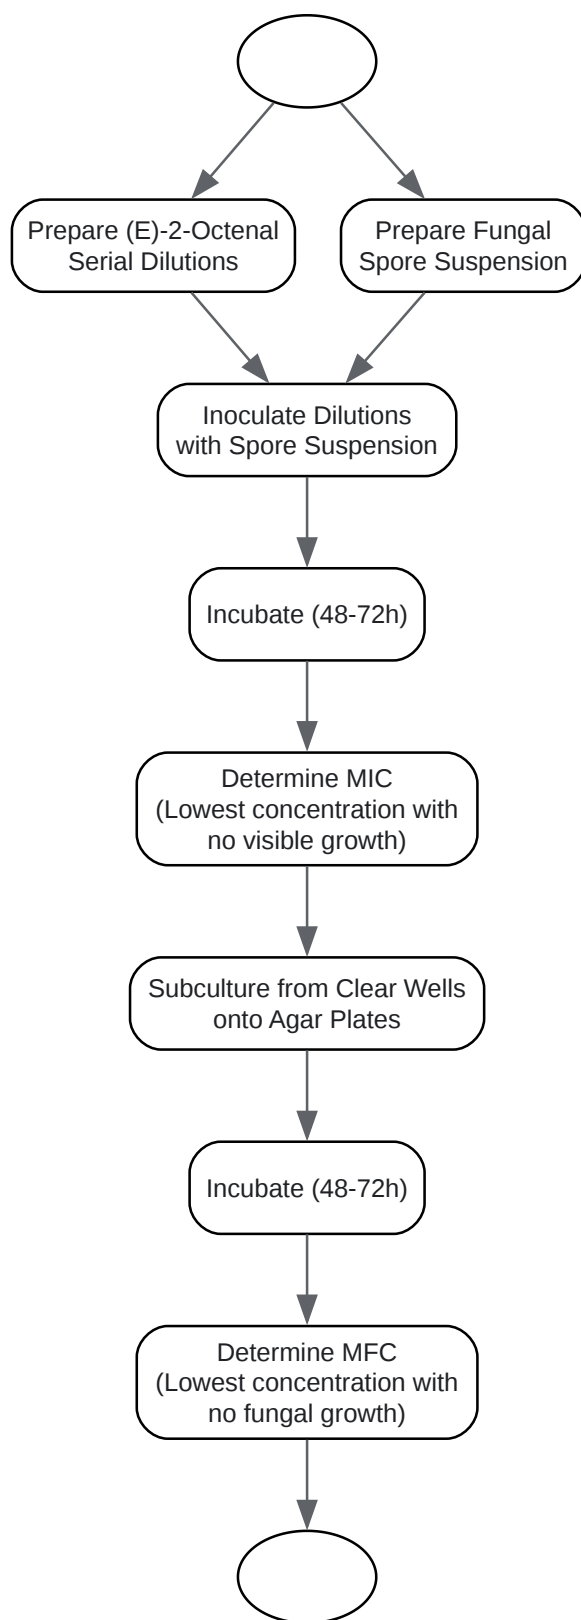 Prepare (E)-2-Octenal
Serial Dilutions
Prepare Fungal
Spore Suspension
Inoculate Dilutions
with Spore Suspension
Incubate (48-72h)
Determine MIC
(Lowest concentration with
no visible growth)
Subculture from Clear Wells
onto Agar Plates
Incubate (48-72h)
Determine MFC
(Lowest concentration with
no fungal growth)